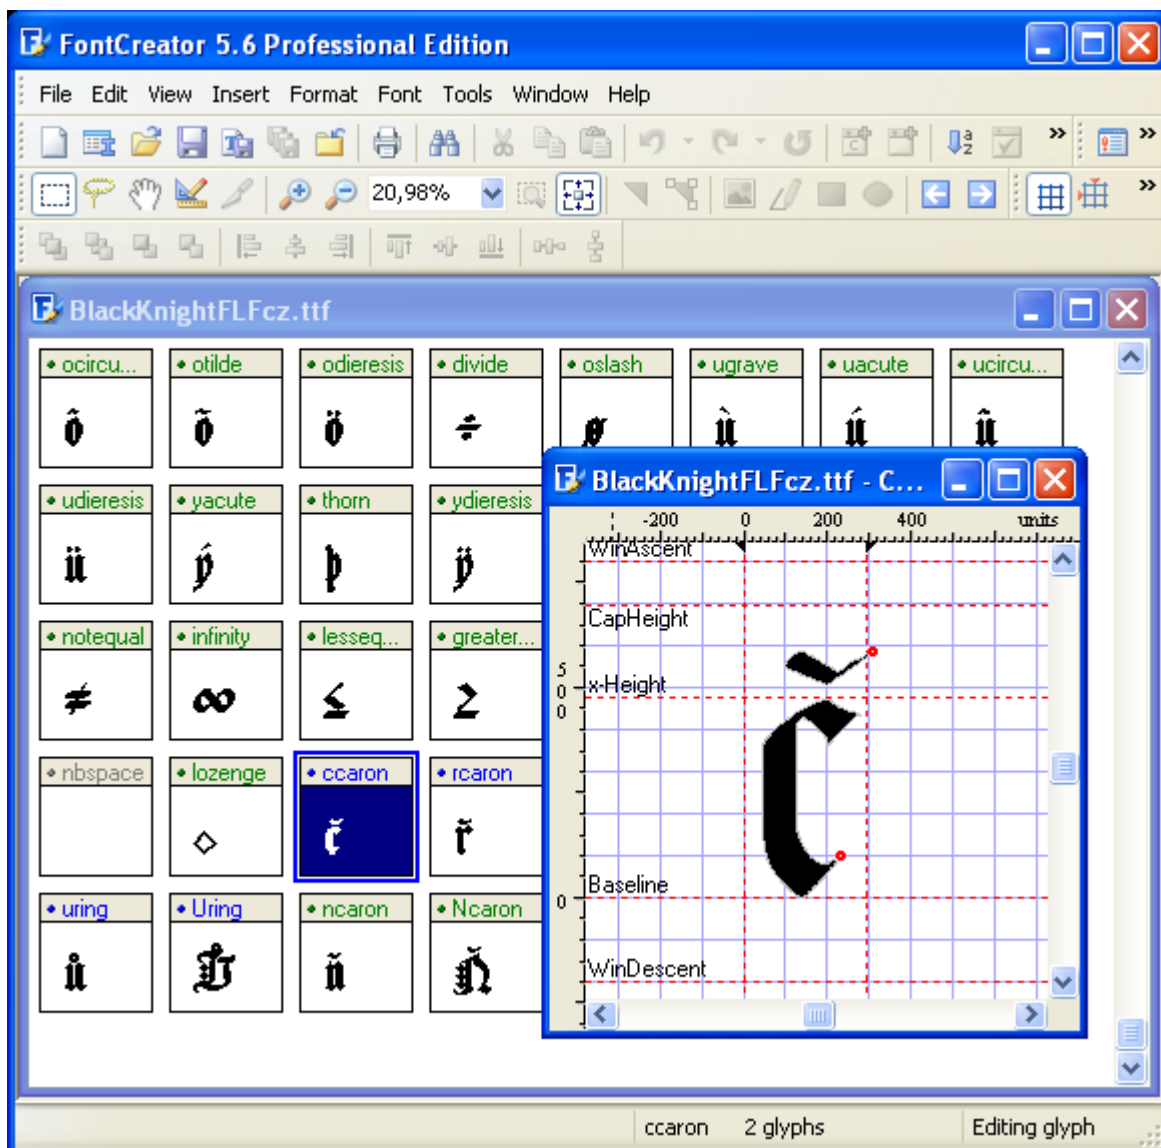 FontCreator 5.6 Professional Edition
File Edit View Insert Format Font Tools Window Help
20,98%
BlackKnightFLFcz.ttf
ocircu... otilde odieresis divide oslash ugrave uacute ucircu...
ô õ ö ÷ ø ù ú û
udieresis yacute thorn ydieresis
ü ý þ ÿ
notequal infinity lesseq... greater...
≠ ∞ ≤ ≥
nbspace lozenge ccaron rcaron
◊ č ř
uring Uring ncaron Ncaron
ů Ů ň Ň
BlackKnightFLFcz.ttf - C...
-200 0 200 400 units
WinAscent
CapHeight
500
x-Height
č
Baseline
0
WinDescent
ccaron 2 glyphs Editing glyph